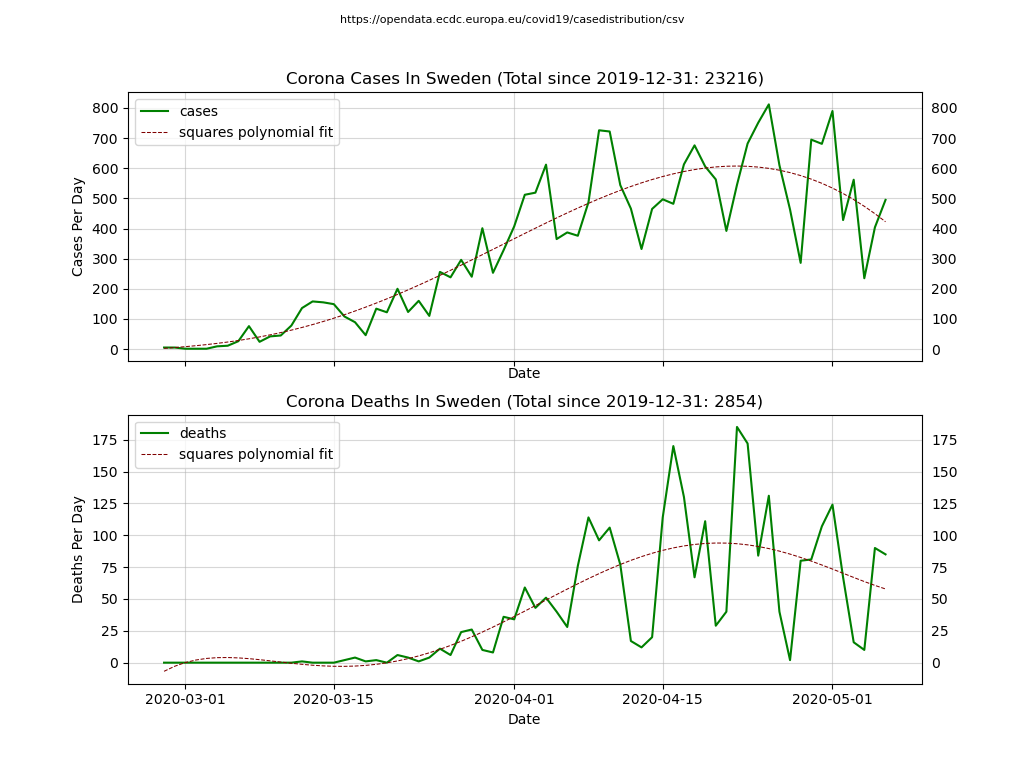 https://opendata.ecdc.europa.eu/covid19/casedistribution/csv
Corona Cases In Sweden (Total since 2019-12-31: 23216)
cases
squares polynomial fit
Cases Per Day
800
700
600
500
400
300
200
100
0
800
700
600
500
400
300
200
100
0
Date
Corona Deaths In Sweden (Total since 2019-12-31: 2854)
deaths
squares polynomial fit
Deaths Per Day
175
150
125
100
75
50
25
0
175
150
125
100
75
50
25
0
2020-03-01 2020-03-15 2020-04-01 2020-04-15 2020-05-01
Date